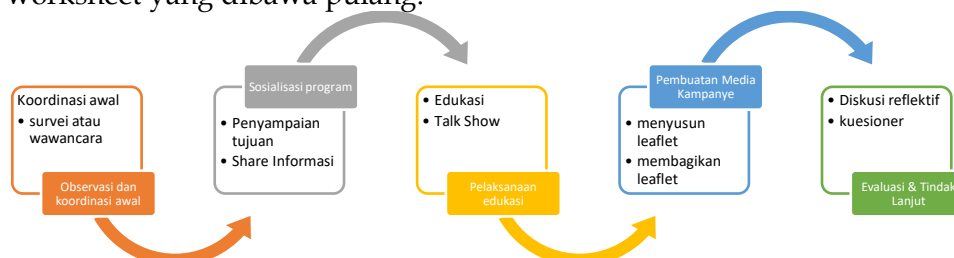 worksheet yang dibawa pulang.
Koordinasi awal
• survei atau
wawancara
Observasi dan
koordinasi awal
Sosialisasi program
• Penyampaian
tujuan
• Share Informasi
• Edukasi
• Talk Show
Pelaksanaan
edukasi
Pembuatan Media
Kampanye
• menyusun
leaflet
• membagikan
leaflet
• Diskusi reflektif
• kuesioner
Evaluasi & Tindak
Lanjut